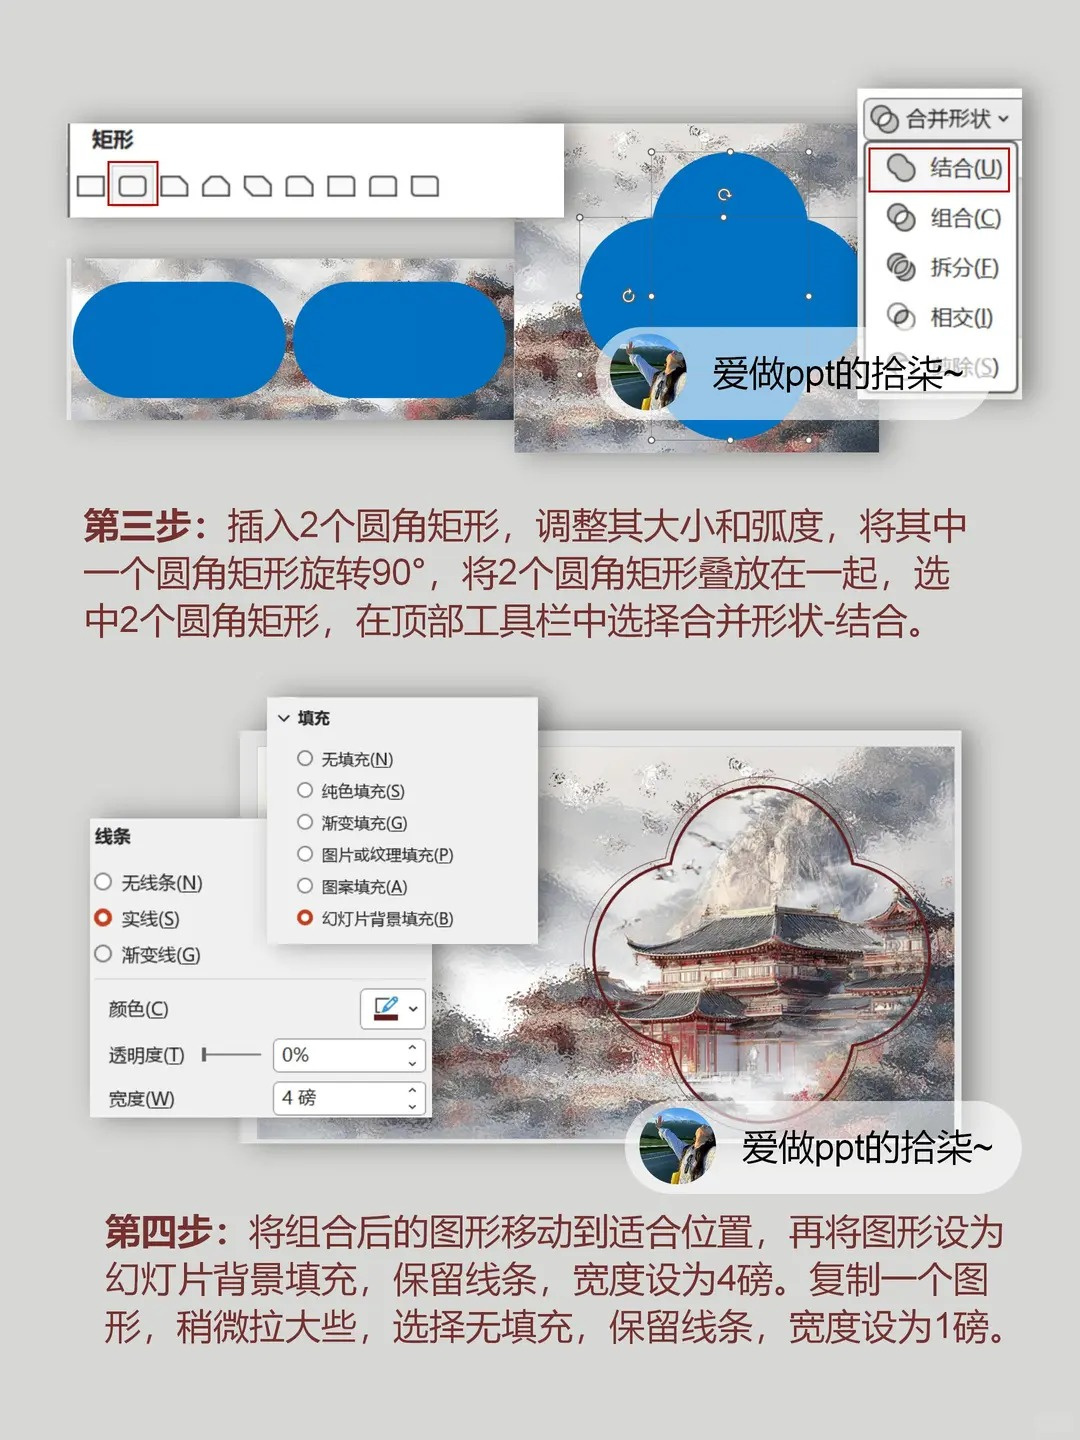 矩形
合并形状
结合(U)
组合(C)
拆分(F)
相交(I)
除(S)
爱做ppt的拾柒~
第三步：插入2个圆角矩形，调整其大小和弧度，将其中
一个圆角矩形旋转90°，将2个圆角矩形叠放在一起，选
中2个圆角矩形，在顶部工具栏中选择合并形状-结合。
填充
无填充(N)
纯色填充(S)
渐变填充(G)
图片或纹理填充(P)
图案填充(A)
幻灯片背景填充(B)
线条
无线条(N)
实线(S)
渐变线(G)
颜色(C)
透明度(T) 0%
宽度(W) 4 磅
爱做ppt的拾柒~
第四步：将组合后的图形移动到适合位置，再将图形设为
幻灯片背景填充，保留线条，宽度设为4磅。复制一个图
形，稍微拉大些，选择无填充，保留线条，宽度设为1磅。